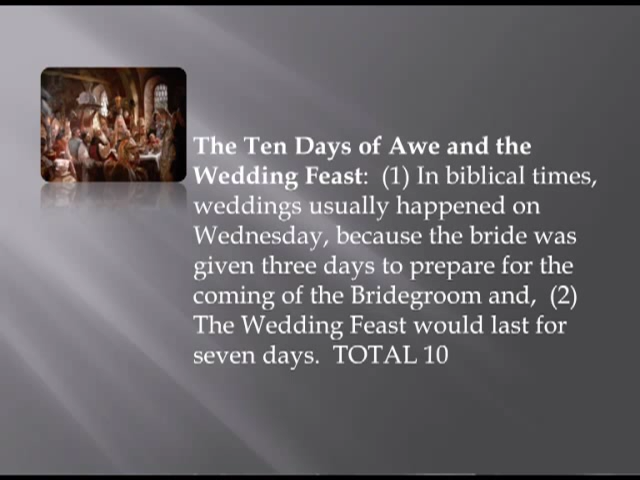 The Ten Days of Awe and the
Wedding Feast:  (1) In biblical times,
weddings usually happened on
Wednesday, because the bride was
given three days to prepare for the
coming of the Bridegroom and,  (2)
The Wedding Feast would last for
seven days.  TOTAL 10